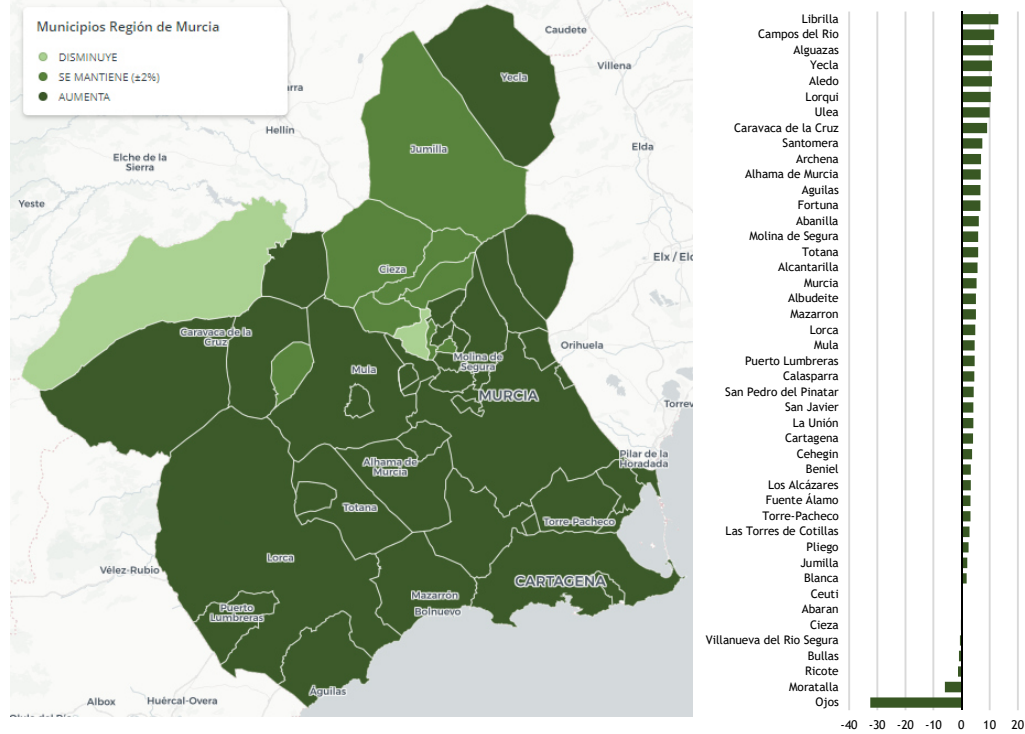 Municipios Región de Murcia
DISMINUYE
SE MANTIENE (±2%)
AUMENTA
Caudete
Villena
Yecla
Hellín
Jumilla
Elda
Elche de la
Sierra
Yeste
Elx / Elc
Cieza
Caravaca de la
Cruz
Orihuela
Mula
Molina de
Segura
MURCIA
Torrev
Pilar de la
Horadada
Alhama de
Murcia
Totana
Torre-Pacheco
Lorca
Vélez-Rubio
CARTAGENA
Mazarrón
Bolnuevo
Puerto
Lumbreras
Águilas
Albox
Huércal-Overa
Librilla
Campos del Rio
Alguazas
Yecla
Aledo
Lorqui
Ulea
Caravaca de la Cruz
Santomera
Archena
Alhama de Murcia
Aguilas
Fortuna
Abanilla
Molina de Segura
Totana
Alcantarilla
Murcia
Albudeite
Mazarron
Lorca
Mula
Puerto Lumbreras
Calasparra
San Pedro del Pinatar
San Javier
La Unión
Cartagena
Cehegin
Beniel
Los Alcázares
Fuente Álamo
Torre-Pacheco
Las Torres de Cotillas
Pliego
Jumilla
Blanca
Ceuti
Abaran
Cieza
Villanueva del Rio Segura
Bullas
Ricote
Moratalla
Ojos
-40 -30 -20 -10 0 10 20